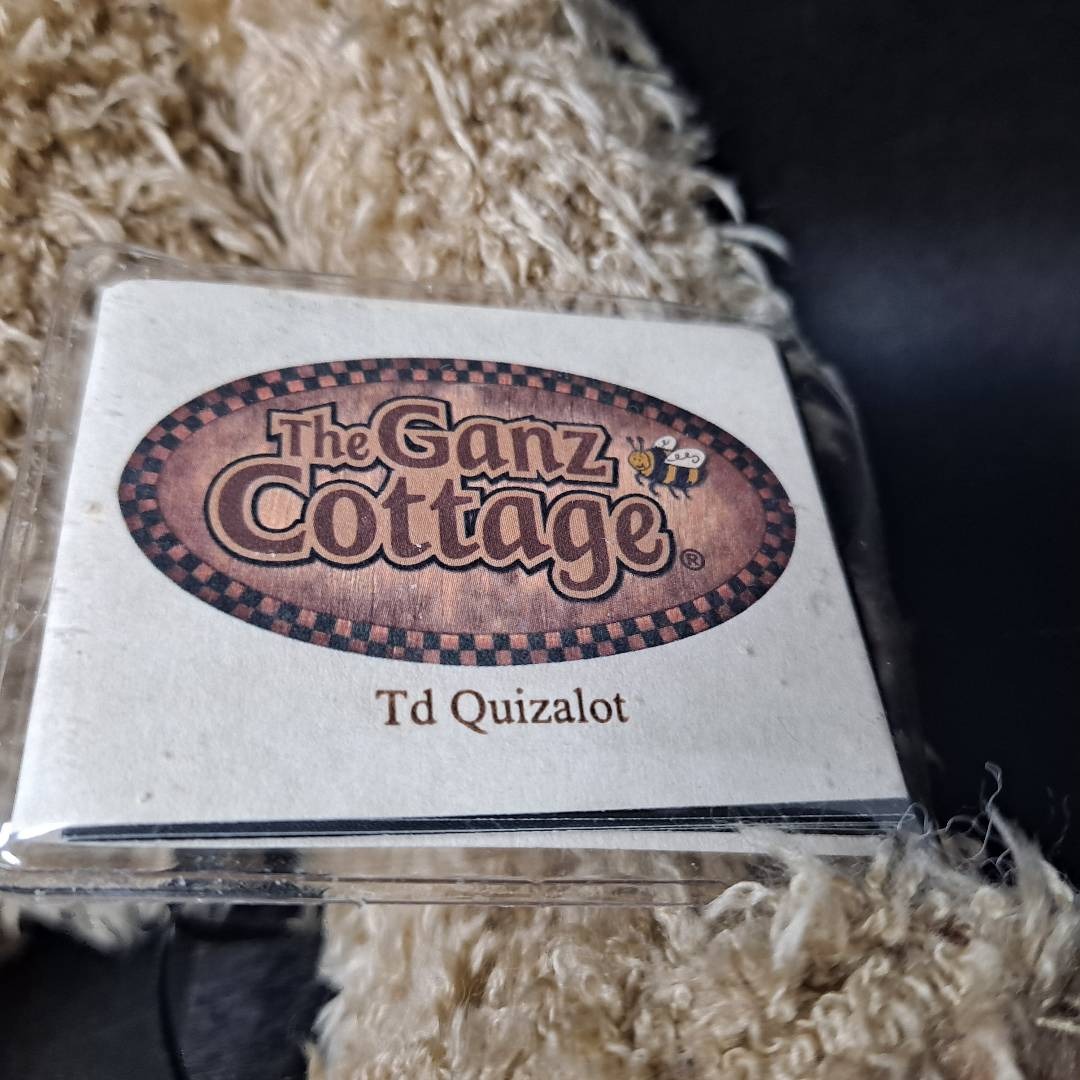 The Ganz
Cottage®
Td Quizalot